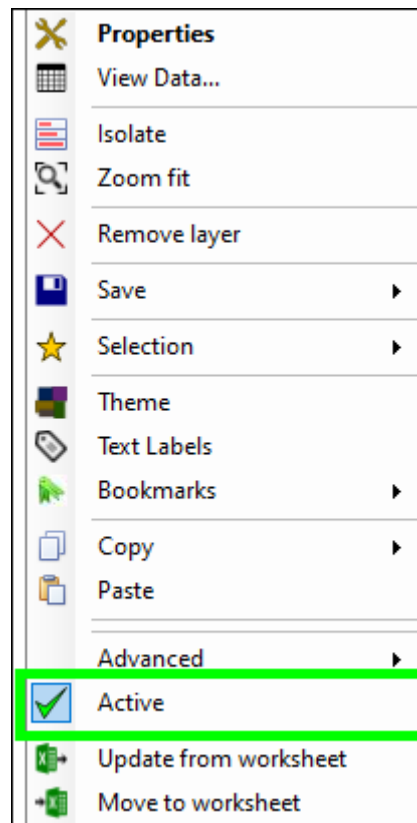 Properties
View Data...
Isolate
Zoom fit
Remove layer
Save
Selection
Theme
Text Labels
Bookmarks
Copy
Paste
Advanced
Active
Update from worksheet
Move to worksheet